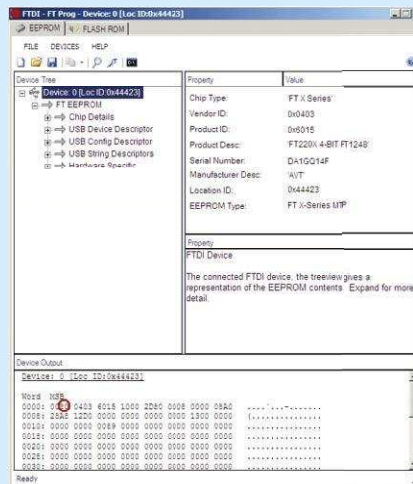 FTDI - FT Prog - Device: 0 [Loc ID:0x44423]
EEPROM
FLASH ROM
FILE DEVICES HELP
Device Tree
Property Value
Device: 0 [Loc ID:0x44423]
FT EEPROM
Chip Details
USB Device Descriptor
USB Config Descriptor
USB String Descriptors
Hardware Specific
Chip Type: 'FT X Series'
Vendor ID: 0x0403
Product ID: 0x6015
Product Desc: 'FT220X 4-BIT FT1248'
Serial Number: DA1GQ14F
Manufacturer Desc: 'AVT'
Location ID: 0x44423
EEPROM Type: FT X-Series MTP
Property
FTDI Device
The connected FTDI device, the treeview gives a
representation of the EEPROM contents Expand for more
detail.
Device Output
Device: 0 [Loc ID:0x44423]
Word MSB
0000: 0403 6015 1000 2D80 0008 0000 08A0
0008: 28A8 12D0 0000 0000 0000 0000 1500 0000
0010: 0000 0000 0089 0000 0000 0000 0000 0000
0018: 0000 0000 0000 0000 0000 0000 0000 0000
0020: 0000 0000 0000 0000 0000 0000 0000 0000
0028: 0000 0000 0000 0000 0000 0000 0000 0000
0030: 0000 0000 0000 0000 0000 0000 0000 0000
Ready